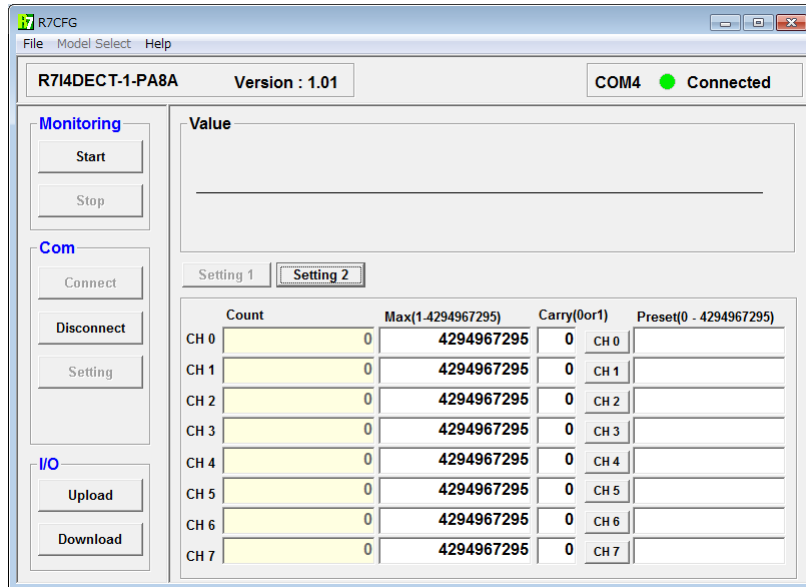 R7CFG
File Model Select Help
R7I4DECT-1-PA8A Version : 1.01 COM4 Connected
Monitoring
Start
Stop
Com
Connect
Disconnect
Setting
I/O
Upload
Download
Value
Setting 1 Setting 2
Count Max(1-4294967295) Carry(0or1) Preset(0 - 4294967295)
CH 0 0 4294967295 0 CH 0
CH 1 0 4294967295 0 CH 1
CH 2 0 4294967295 0 CH 2
CH 3 0 4294967295 0 CH 3
CH 4 0 4294967295 0 CH 4
CH 5 0 4294967295 0 CH 5
CH 6 0 4294967295 0 CH 6
CH 7 0 4294967295 0 CH 7